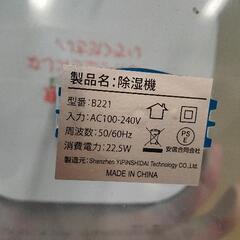 製品名:除湿機
型番:B221
入力:AC100-240V
周波数:50/60Hz
消費電力:22.5W
PS
E
安信合同会社
製造元:Shenzhen YIPINSHIDAI Technology Co.,Ltd
MADE IN CHINA